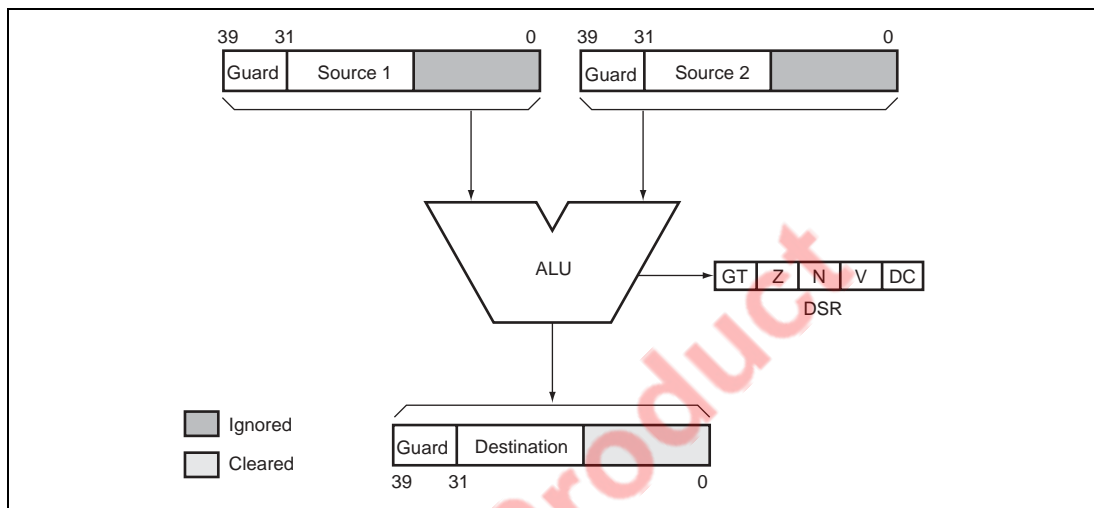 39 31 0 39 31 0
Guard Source 1 Guard Source 2
ALU
GT Z N V DC
DSR
Product
Ignored
Cleared
Guard Destination
39 31 0